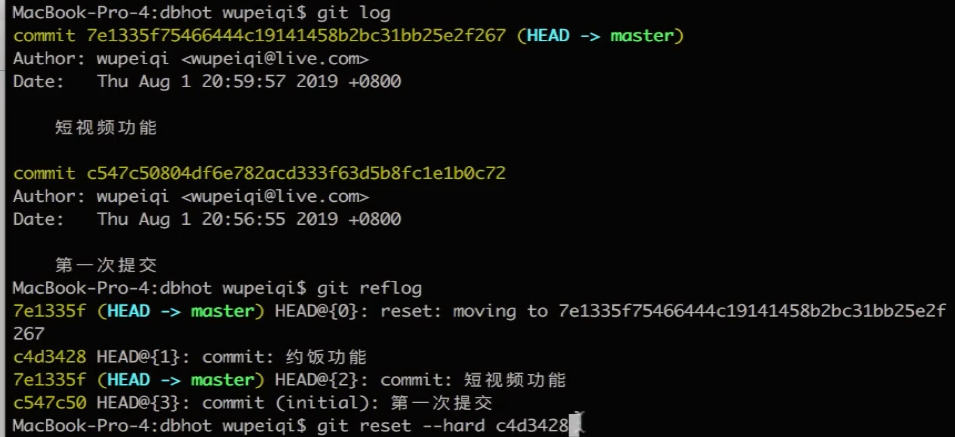 MacBook-Pro-4:dbhot wupeiqi$ git log
commit 7e1335f75466444c19141458b2bc31bb25e2f267 (HEAD -> master)
Author: wupeiqi <wupeiqi@live.com>
Date:   Thu Aug 1 20:59:57 2019 +0800
短视频功能
commit c547c50804df6e782acd333f63d5b8fc1e1b0c72
Author: wupeiqi <wupeiqi@live.com>
Date:   Thu Aug 1 20:56:55 2019 +0800
第一次提交
MacBook-Pro-4:dbhot wupeiqi$ git reflog
7e1335f (HEAD -> master) HEAD@{0}: reset: moving to 7e1335f75466444c19141458b2bc31bb25e2f
267
c4d3428 HEAD@{1}: commit: 约饭功能
7e1335f (HEAD -> master) HEAD@{2}: commit: 短视频功能
c547c50 HEAD@{3}: commit (initial): 第一次提交
MacBook-Pro-4:dbhot wupeiqi$ git reset --hard c4d3428